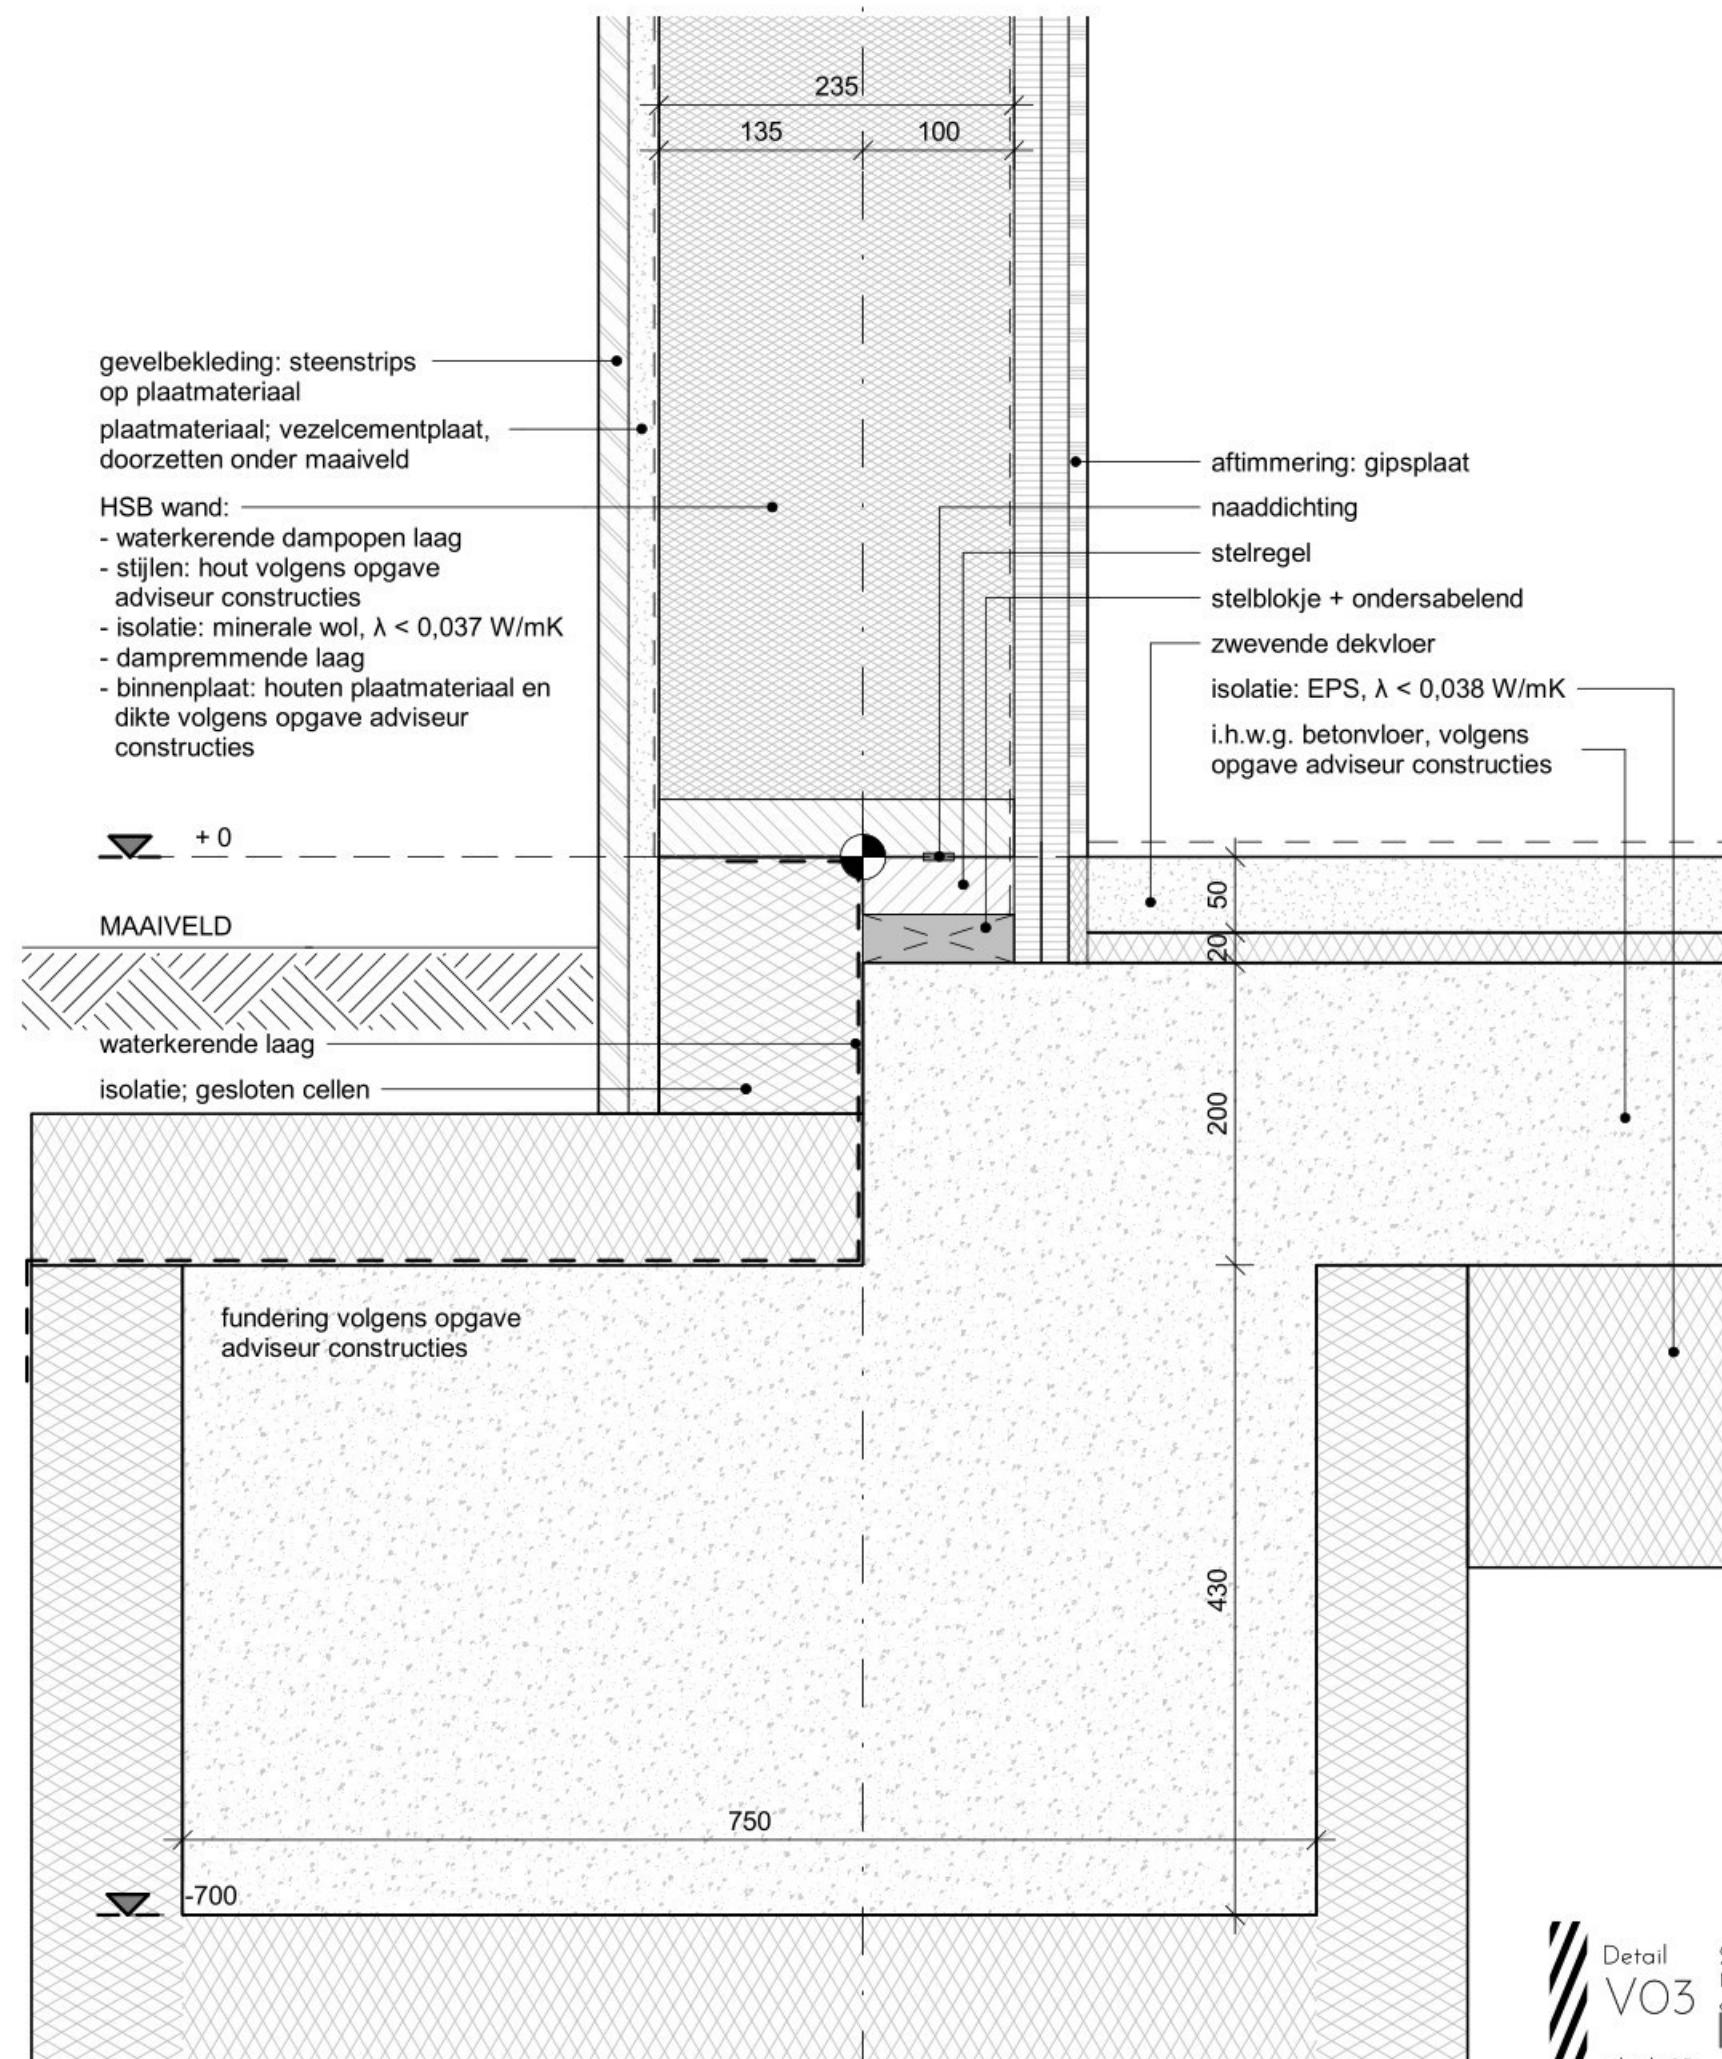 235
135
100
gevelbekleding: steenstrips
op plaatmateriaal
plaatmateriaal; vezelcementplaat,
doorzetten onder maaiveld
HSB wand:
- waterkerende dampopen laag
- stijlen: hout volgens opgave
adviseur constructies
- isolatie: minerale wol, λ < 0,037 W/mK
- dampremmende laag
- binnenplaat: houten plaatmateriaal en
dikte volgens opgave adviseur
constructies
aftimmering: gipsplaat
naaddichting
stelregel
stelblokje + ondersabelend
zwevende dekvloer
isolatie: EPS, λ < 0,038 W/mK
i.h.w.g. betonvloer, volgens
opgave adviseur constructies
+ 0
50
20
MAAIVELD
waterkerende laag
isolatie; gesloten cellen
200
fundering volgens opgave
adviseur constructies
430
750
-700
Detail
V03